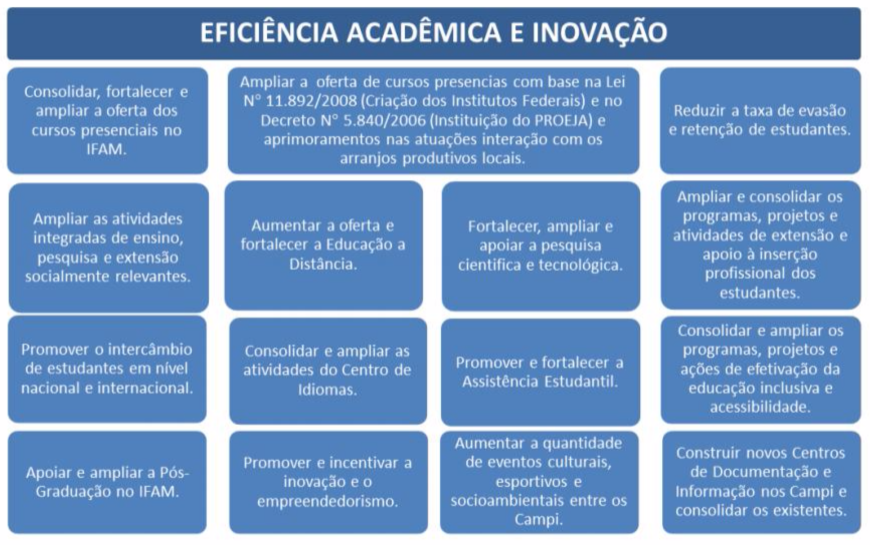 EFICIÊNCIA ACADÊMICA E INOVAÇÃO
Consolidar, fortalecer e
ampliar a oferta dos
cursos presenciais no
IFAM.
Ampliar a oferta de cursos presencias com base na Lei
N° 11.892/2008 (Criação dos Institutos Federais) e no
Decreto N° 5.840/2006 (Instituição do PROEJA) e
aprimoramentos nas atuações interação com os
arranjos produtivos locais.
Reduzir a taxa de evasão
e retenção de estudantes.
Ampliar as atividades
integradas de ensino,
pesquisa e extensão
socialmente relevantes.
Aumentar a oferta e
fortalecer a Educação a
Distância.
Fortalecer, ampliar e
apoiar a pesquisa
cientifica e tecnológica.
Ampliar e consolidar os
programas, projetos e
atividades de extensão e
apoio à inserção
profissional dos
estudantes.
Promover o intercâmbio
de estudantes em nível
nacional e internacional.
Consolidar e ampliar as
atividades do Centro de
Idiomas.
Promover e fortalecer a
Assistência Estudantil.
Consolidar e ampliar os
programas, projetos e
ações de efetivação da
educação inclusiva e
acessibilidade.
Apoiar e ampliar a Pós-
Graduação no IFAM.
Promover e incentivar a
inovação e o
empreendedorismo.
Aumentar a quantidade
de eventos culturais,
esportivos e
socioambientais entre os
Campi.
Construir novos Centros
de Documentação e
Informação nos Campi e
consolidar os existentes.